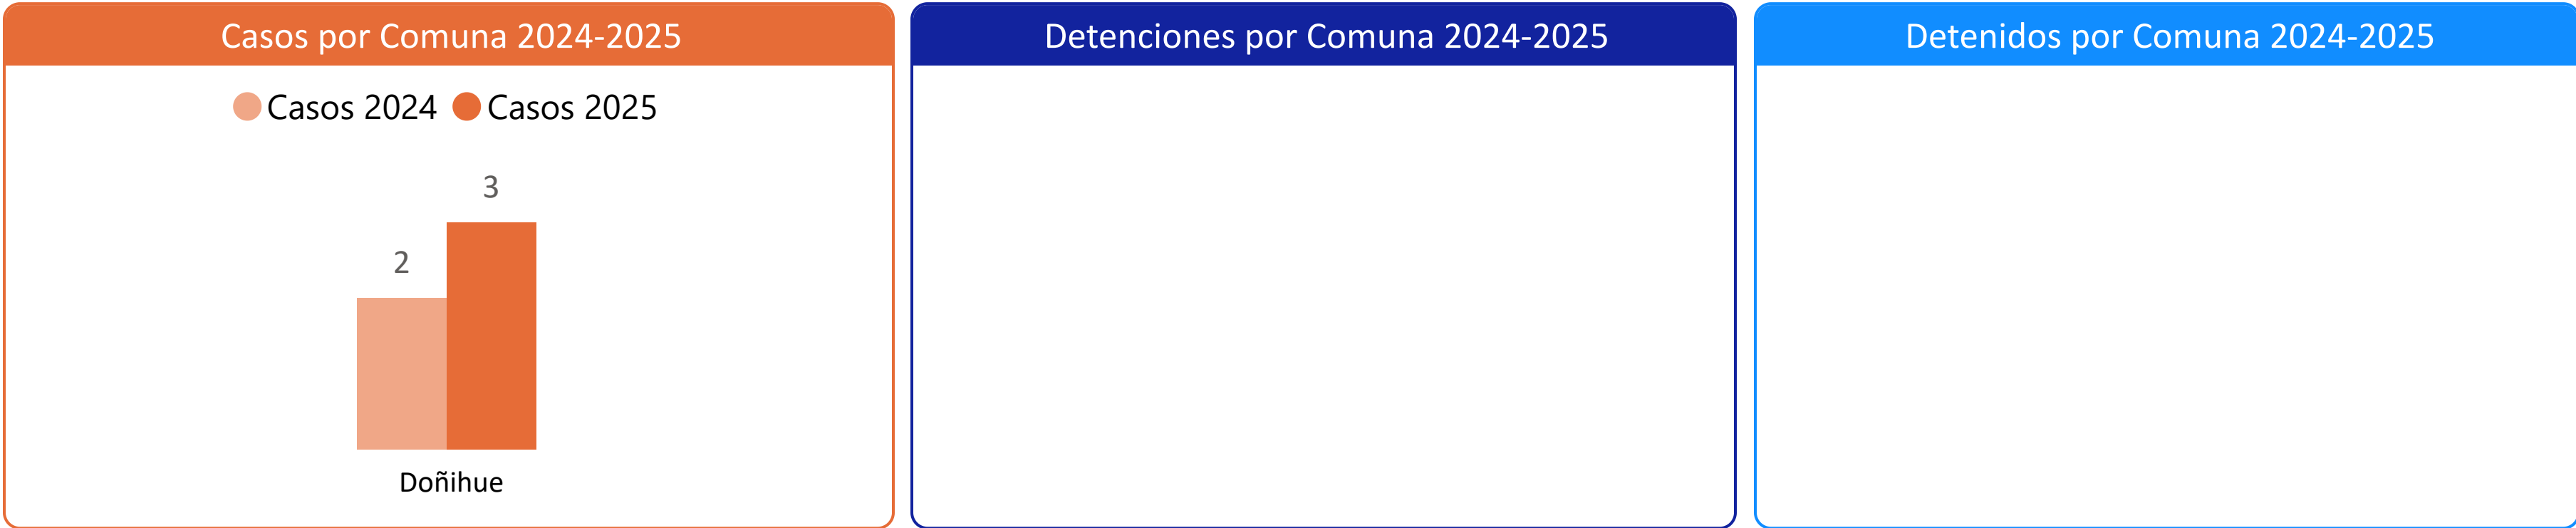 Casos por Comuna 2024-2025
Casos 2024 Casos 2025
3
2
Doñihue
Detenciones por Comuna 2024-2025
Detenidos por Comuna 2024-2025